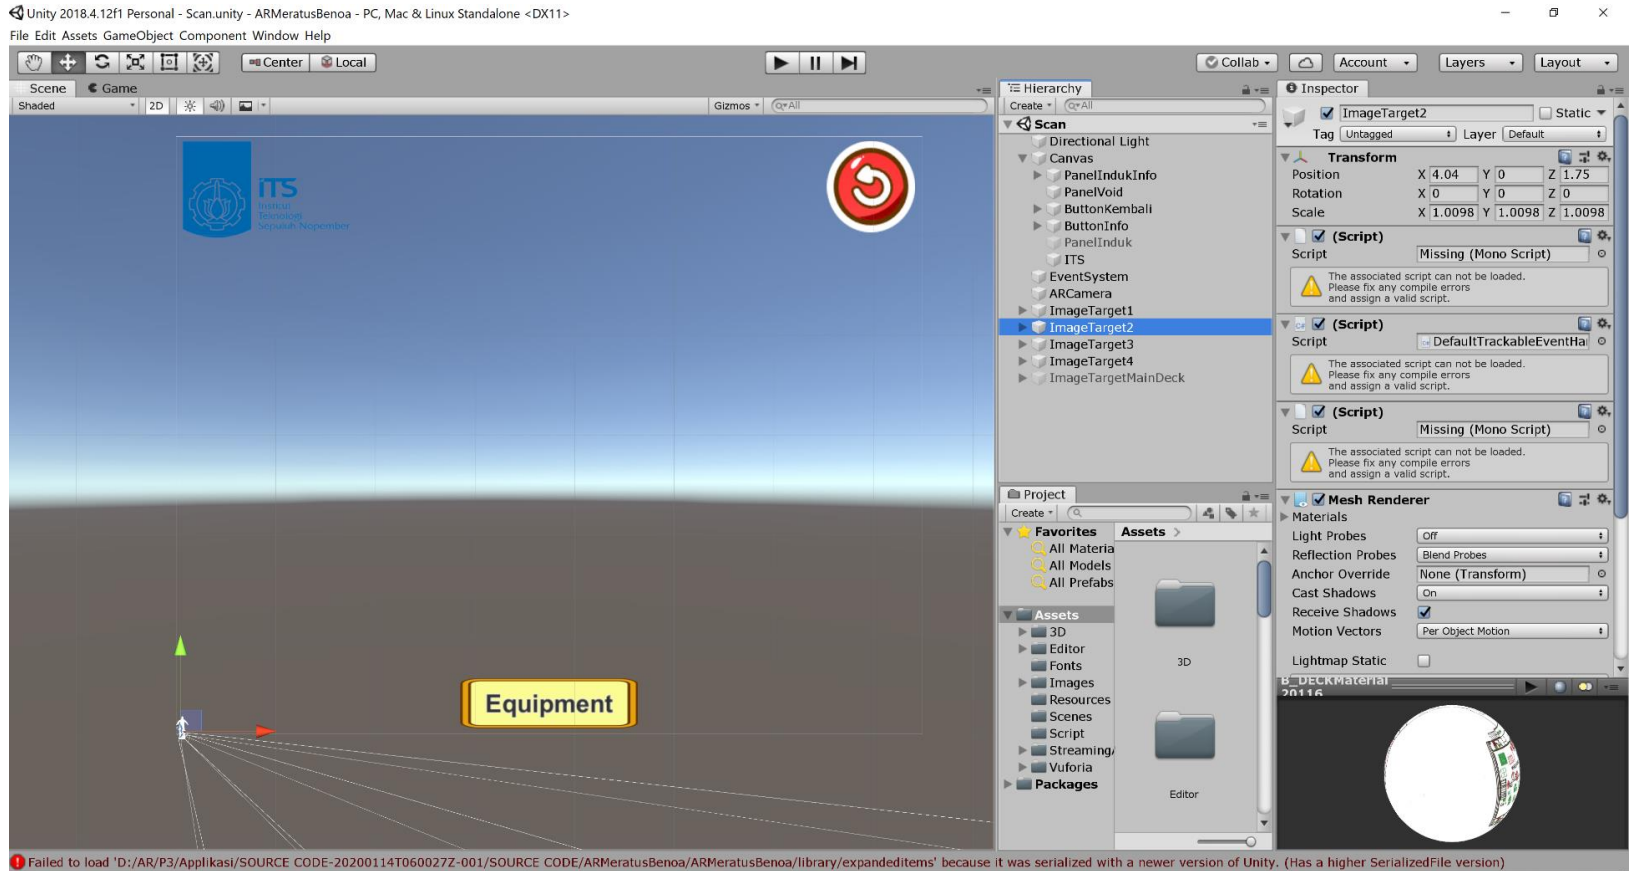 Unity 2018.4.12f1 Personal - Scan.unity - ARMeratusBenoa - PC, Mac & Linux Standalone <DX11>
File Edit Assets GameObject Component Window Help
Center Local
Collab Account Layers Layout
Scene Game
Shaded 2D Gizmos All
iTS
Institut
Teknologi
Sepuluh Nopember
Equipment
Hierarchy
Create All
Scan
Directional Light
Canvas
PanelIndukInfo
PanelVoid
ButtonKembali
ButtonInfo
PanelInduk
ITS
EventSystem
ARCamera
ImageTarget1
ImageTarget2
ImageTarget3
ImageTarget4
ImageTargetMainDeck
Project
Create
Favorites
All Materia
All Models
All Prefabs
Assets
3D
Editor
Fonts
Images
Resources
Scenes
Script
Streaming
Vuforia
Packages
Assets
3D
Editor
Inspector
ImageTarget2 Static
Tag Untagged Layer Default
Transform
Position X 4.04 Y 0 Z 1.75
Rotation X 0 Y 0 Z 0
Scale X 1.0098 Y 1.0098 Z 1.0098
(Script)
Script Missing (Mono Script)
The associated script can not be loaded.
Please fix any compile errors
and assign a valid script.
(Script)
Script DefaultTrackableEventHa
The associated script can not be loaded.
Please fix any compile errors
and assign a valid script.
(Script)
Script Missing (Mono Script)
The associated script can not be loaded.
Please fix any compile errors
and assign a valid script.
Mesh Renderer
Materials
Light Probes Off
Reflection Probes Blend Probes
Anchor Override None (Transform)
Cast Shadows On
Receive Shadows
Motion Vectors Per Object Motion
Lightmap Static
B_DECKMaterial
20116
Failed to load 'D:/AR/P3/Applikasi/SOURCE CODE-20200114T060027Z-001/SOURCE CODE/ARMeratusBenoa/ARMeratusBenoa/library/expandeditems' because it was serialized with a newer version of Unity. (Has a higher SerializedFile version)